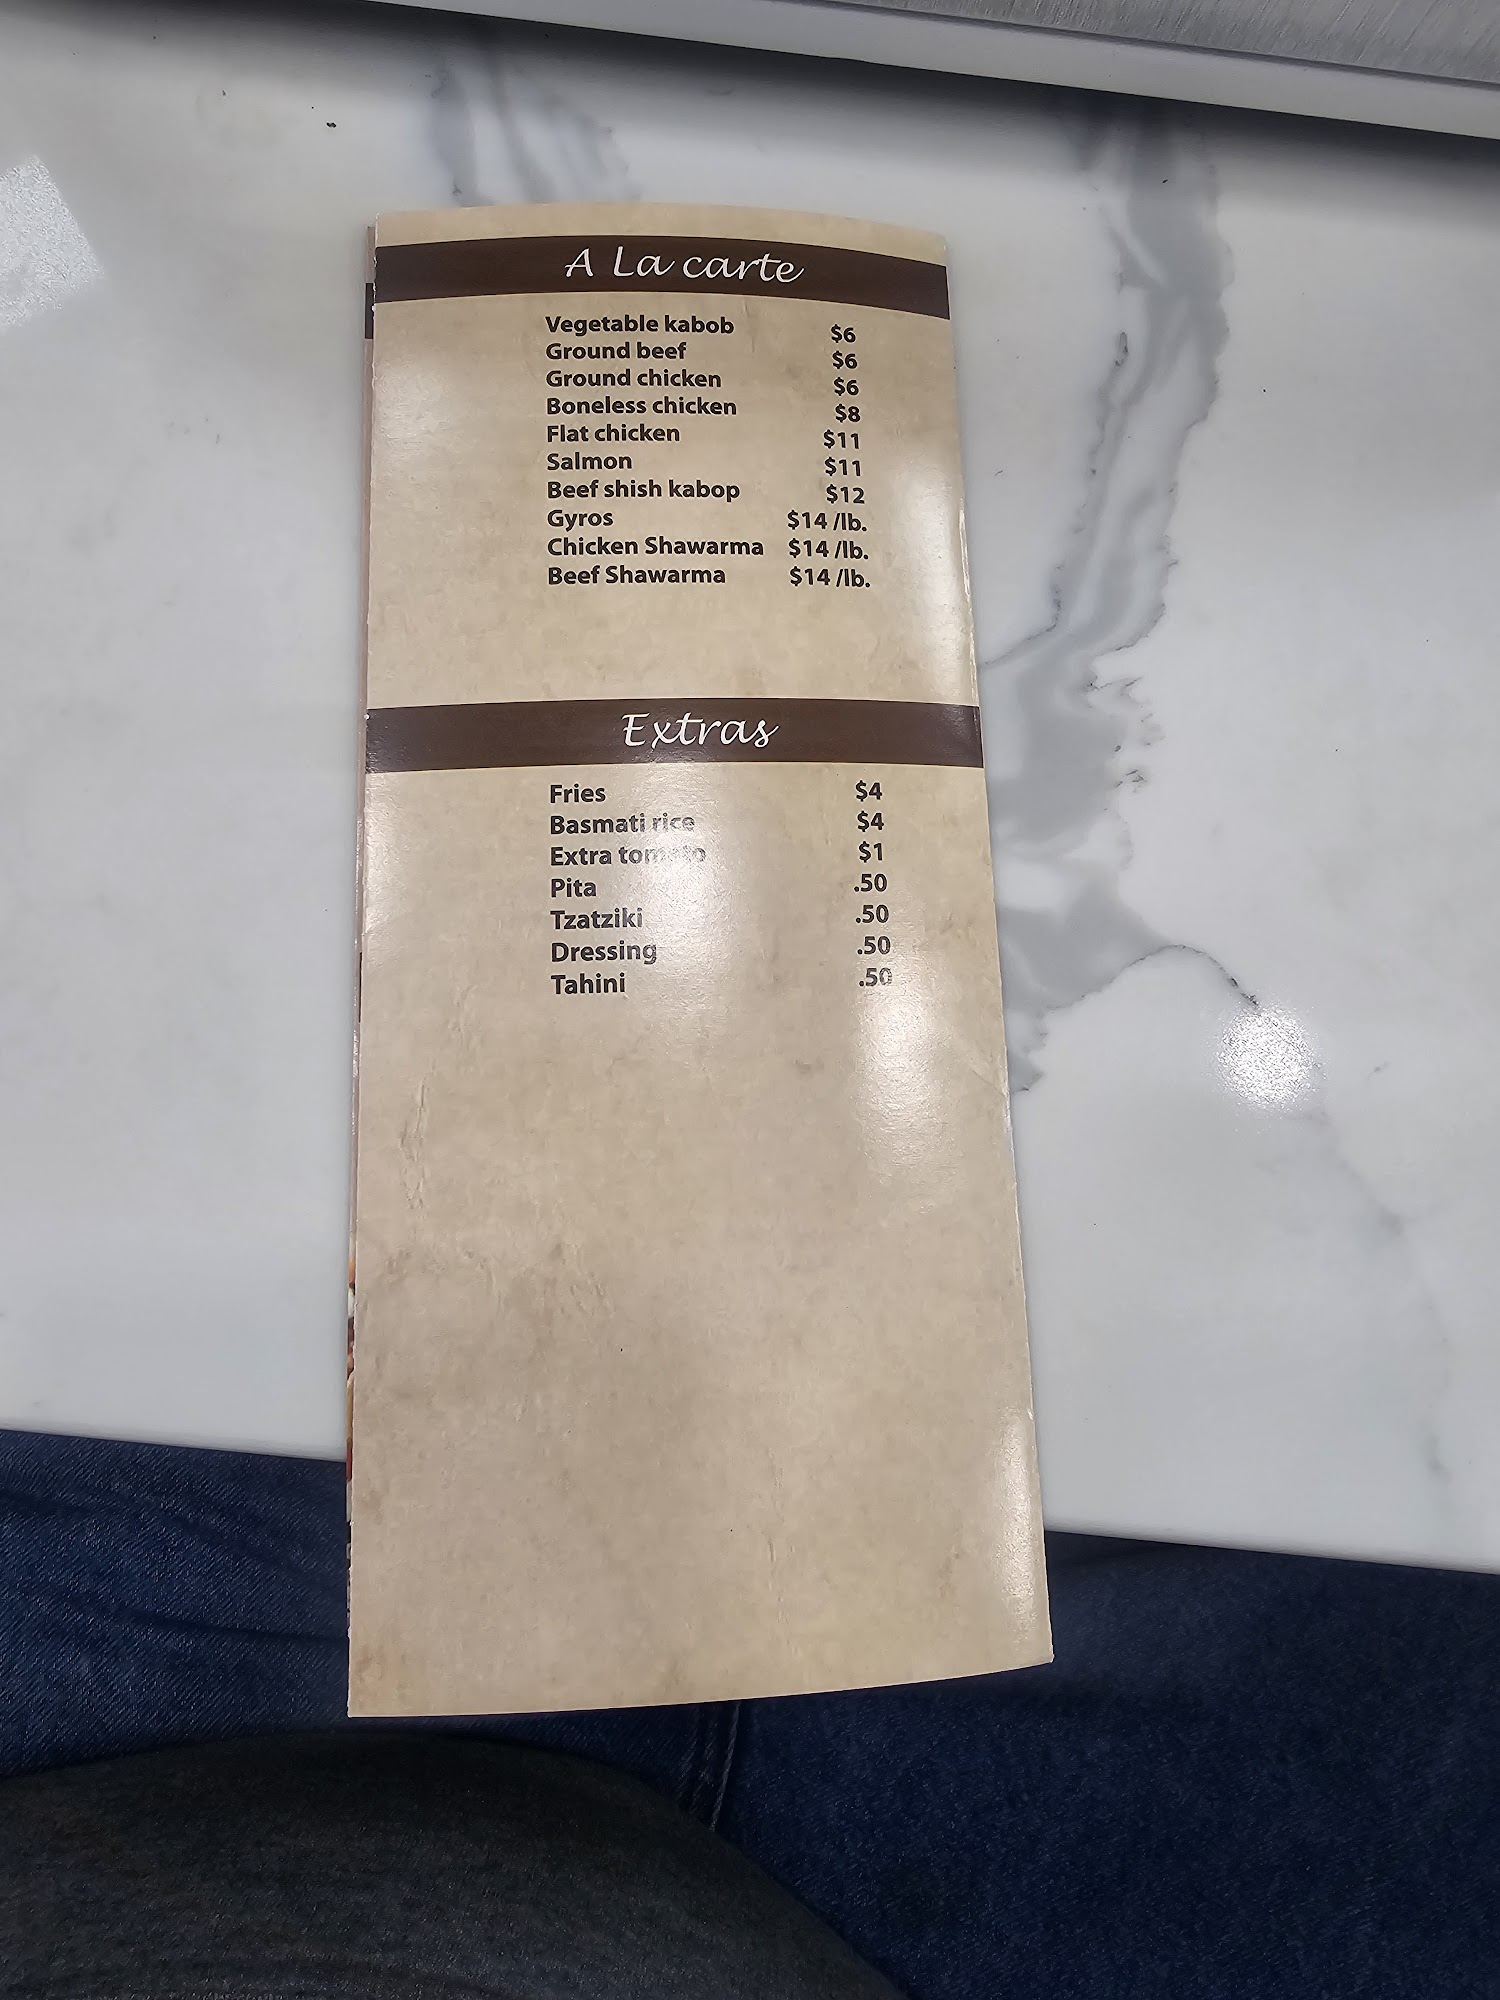 A La carte
Vegetable kabob $6
Ground beef $6
Ground chicken $6
Boneless chicken $8
Flat chicken $11
Salmon $11
Beef shish kabop $12
Gyros $14 /lb.
Chicken Shawarma $14 /lb.
Beef Shawarma $14 /lb.
Extras
Fries $4
Basmati rice $4
Extra tomato $1
Pita .50
Tzatziki .50
Dressing .50
Tahini .50